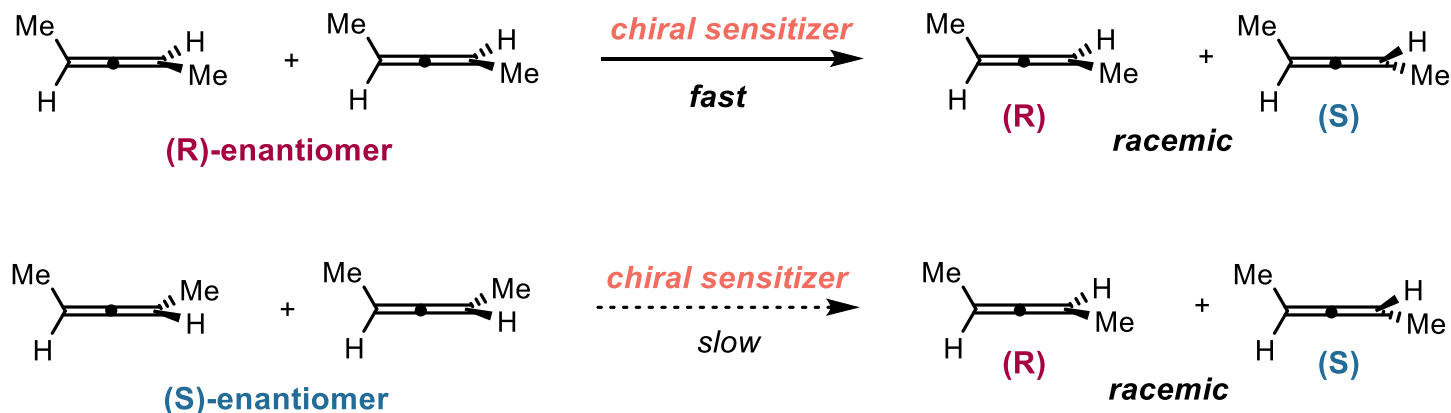 Me H + Me H chiral sensitizer Me H + Me H
H Me H Me fast H Me H Me
(R) (S)
(R)-enantiomer racemic
Me Me + Me Me chiral sensitizer Me H + Me H
H H H H slow H Me H Me
(R) (S)
(S)-enantiomer racemic